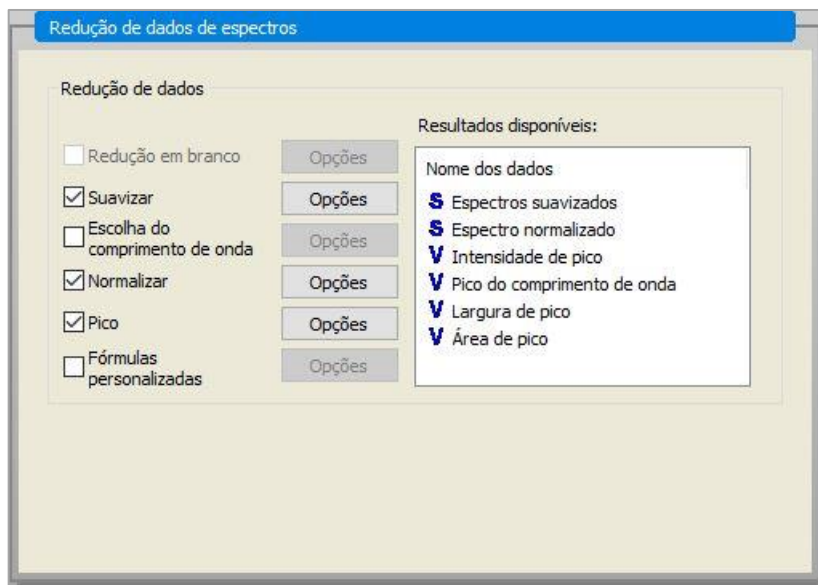 Redução de dados de espectros
Redução de dados
Redução em branco
Opções
Suavizar
Opções
Escolha do
comprimento de onda
Opções
Normalizar
Opções
Pico
Opções
Fórmulas
personalizadas
Opções
Resultados disponíveis:
Nome dos dados
S Espectros suavizados
S Espectro normalizado
V Intensidade de pico
V Pico do comprimento de onda
V Largura de pico
V Área de pico